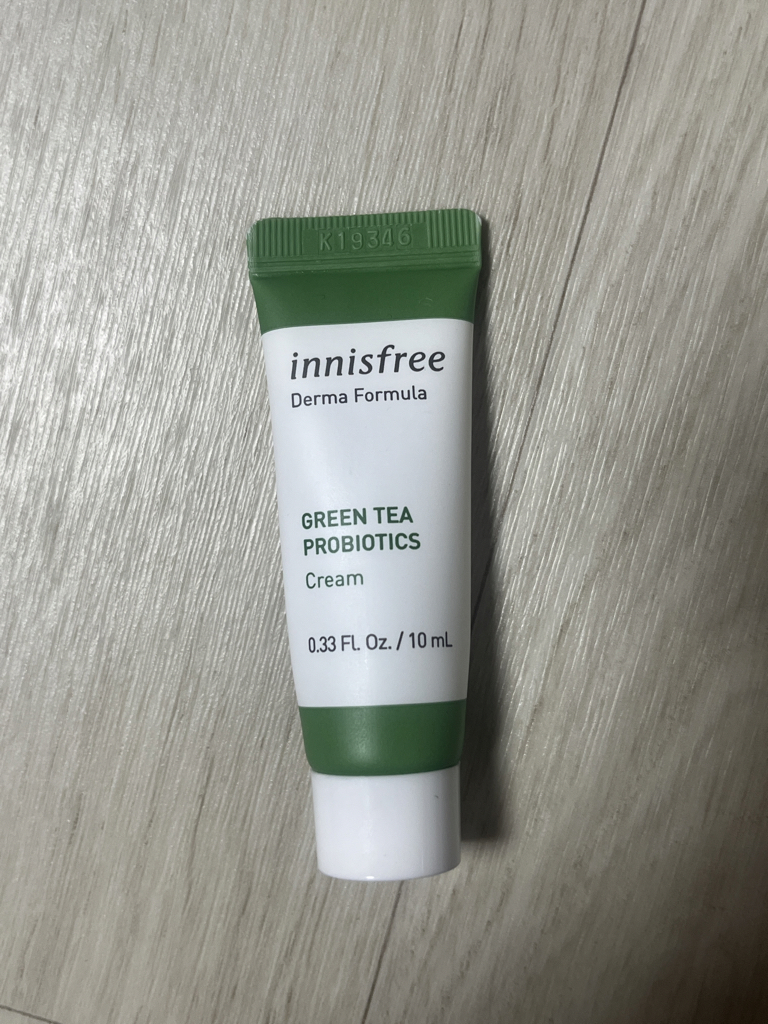 K19346
innisfree
Derma Formula
GREEN TEA
PROBIOTICS
Cream
0.33 Fl. Oz. / 10 mL